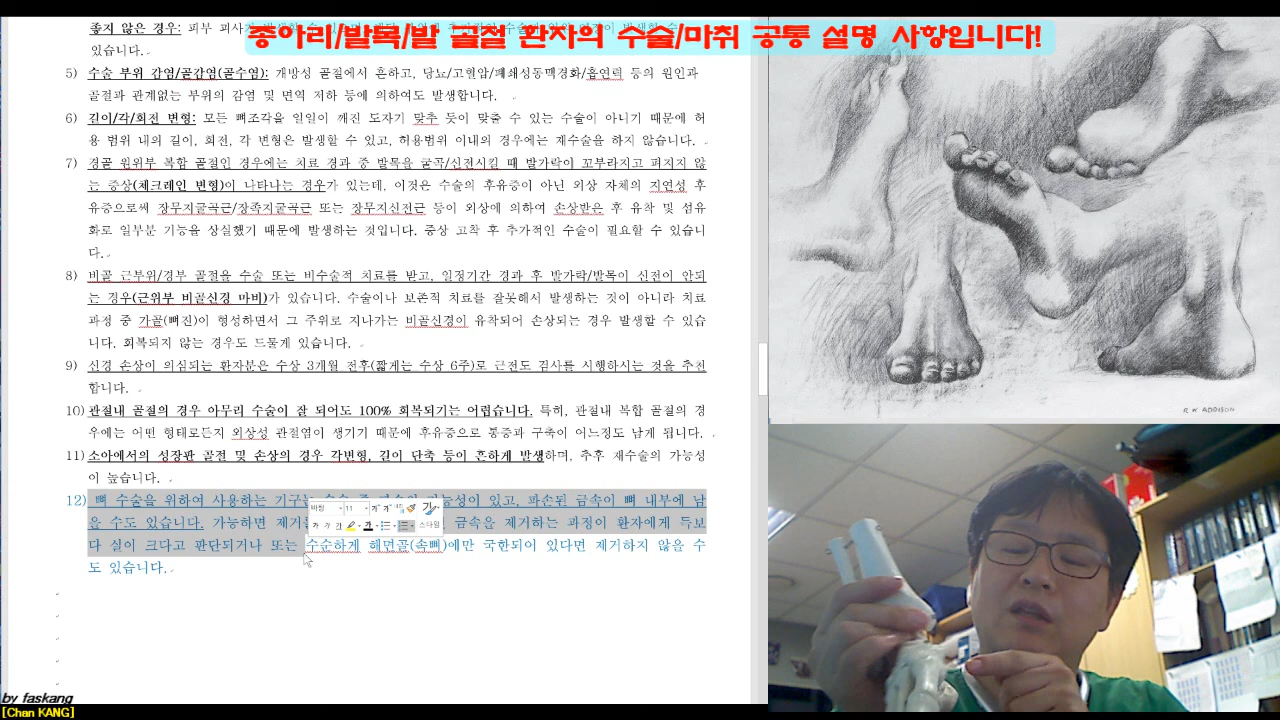 종아리/발목/발 골절 환자의 수술/마취 공통 설명 사항입니다!
좋지 않은 경우: 피부 괴사가
있습니다.
5) 수술 부위 감염/골감염(골수염): 개방성 골절에서 흔하고, 당뇨/고혈압/폐쇄성동맥경화/흡연력 등의 원인과
골절과 관계없는 부위의 감염 및 면역 저하 등에 의하여도 발생합니다.
6) 길이/각/회전 변형: 모든 뼈조각을 일일이 깨진 도자기 맞추 듯이 맞출 수 있는 수술이 아니기 때문에 허
용 범위 내의 길이, 회전, 각 변형은 발생할 수 있고, 허용범위 이내의 경우에는 재수술을 하지 않습니다.
7) 경골 원위부 복합 골절인 경우에는 치료 경과 중 발목을 굴곡/신전시킬 때 발가락이 꼬부라지고 펴지지 않
는 증상(체크레인 변형)이 나타나는 경우가 있는데, 이것은 수술의 후유증이 아닌 외상 자체의 지연성 후
유증으로써 장무지굴곡근/장족지굴곡근 또는 장무지신전근 등이 외상에 의하여 손상받은 후 유착 및 섬유
화로 일부분 기능을 상실했기 때문에 발생하는 것입니다. 증상 고착 후 추가적인 수술이 필요할 수 있습니
다.
8) 비골 근부위/경부 골절을 수술 또는 비수술적 치료를 받고, 일정기간 경과 후 발가락/발목이 신전이 안되
는 경우(근위부 비골신경 마비)가 있습니다. 수술이나 보존적 치료를 잘못해서 발생하는 것이 아니라 치료
과정 중 가골(뼈진)이 형성하면서 그 주위로 지나가는 비골신경이 유착되어 손상되는 경우 발생할 수 있습
니다. 회복되지 않는 경우도 드물게 있습니다.
9) 신경 손상이 의심되는 환자분은 수상 3개월 전후(짧게는 수상 6주)로 근전도 검사를 시행하시는 것을 추천
합니다.
10) 관절내 골절의 경우 아무리 수술이 잘 되어도 100% 회복되기는 어렵습니다. 특히, 관절내 복합 골절의 경
우에는 어떤 형태로든지 외상성 관절염이 생기기 때문에 후유증으로 통증과 구축이 어느정도 남게 됩니다.
11) 소아에서의 성장판 골절 및 손상의 경우 각변형, 길이 단축 등이 흔하게 발생하며, 추후 재수술의 가능성
이 높습니다.
12) 뼈 수술을 위하여 사용하는 기구는 있고, 파손된 금속이 뼈 내부에 남
을 수도 있습니다. 가능하면 금속을 제거하는 과정이 환자에게 득보
다 실이 크다고 판단되거나 또는 수순하게 해면골(속뼈)에만 국한되어 있다면 제거하지 않을 수
도 있습니다.
바탕 11 가 가
가 가 가 가 스타일
R W ADDISON
by faskang
[Chan KANG]